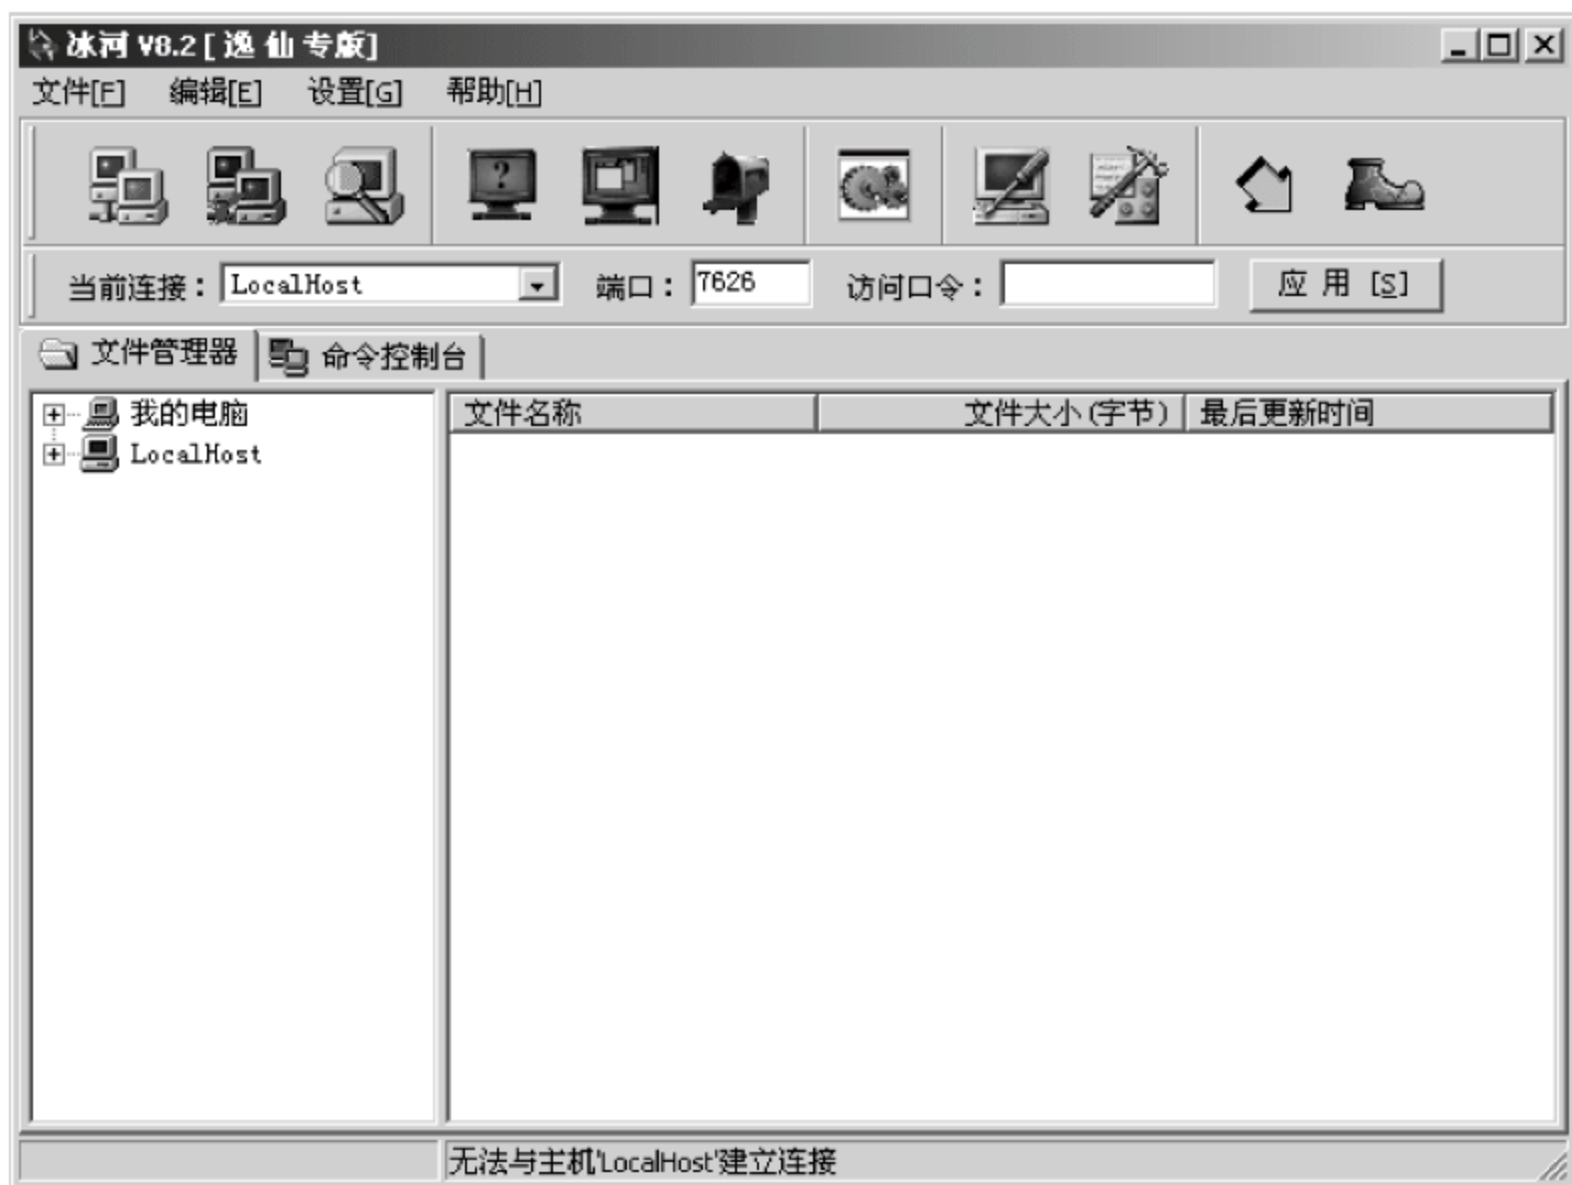 冰河 V8.2 [ 逸 仙 专版]
文件[F] 编辑[E] 设置[G] 帮助[H]
当前连接： LocalHost 端口： 7626 访问口令： 应 用 [S]
文件管理器 命令控制台
我的电脑
LocalHost
文件名称 文件大小(字节) 最后更新时间
无法与主机'LocalHost'建立连接